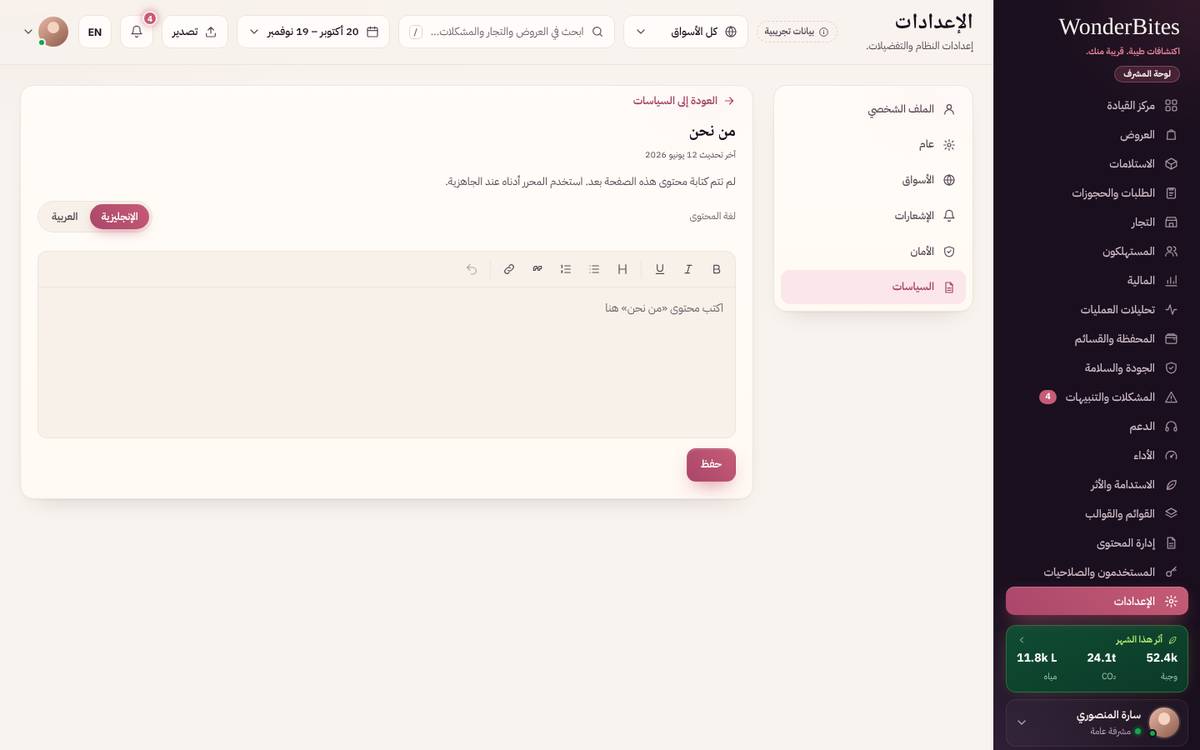 WonderBites
اكتشافات طيبة. قريبة منك.
لوحة المشرف
مركز القيادة
العروض
الاستلامات
الطلبات والحجوزات
التجار
المستهلكون
المالية
تحليلات العمليات
المحفظة والقسائم
الجودة والسلامة
المشكلات والتنبيهات 4
الدعم
الأداء
الاستدامة والأثر
القوائم والقوالب
إدارة المحتوى
المستخدمون والصلاحيات
الإعدادات
أثر هذا الشهر
52.4k 24.1t 11.8k L
وجبة CO₂ مياه
سارة المنصوري
مشرفة عامة
الإعدادات
إعدادات النظام والتفضيلات.
بيانات تجريبية
كل الأسواق
ابحث في العروض والتجار والمشكلات... /
20 أكتوبر – 19 نوفمبر
تصدير
4
EN
الملف الشخصي
عام
الأسواق
الإشعارات
الأمان
السياسات
العودة إلى السياسات
من نحن
آخر تحديث 12 يونيو 2026
لم تتم كتابة محتوى هذه الصفحة بعد. استخدم المحرر أدناه عند الجاهزية.
لغة المحتوى
الإنجليزية العربية
B I U H
اكتب محتوى «من نحن» هنا
حفظ